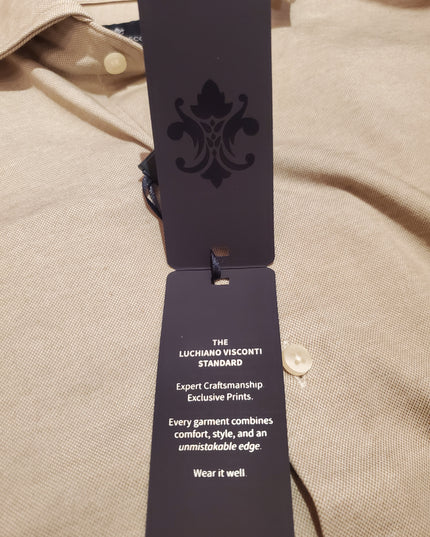 THE
LUCHIANO VISCONTI
STANDARD
Expert Craftsmanship
Exclusive Prints.
Every garment combines
comfort, style, and an
unmistakable edge.
Wear it well.